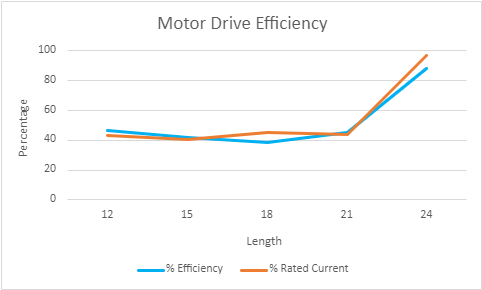 Motor Drive Efficiency
100
80
60
40
20
0
Percentage
12 15 18 21 24
Length
% Efficiency % Rated Current